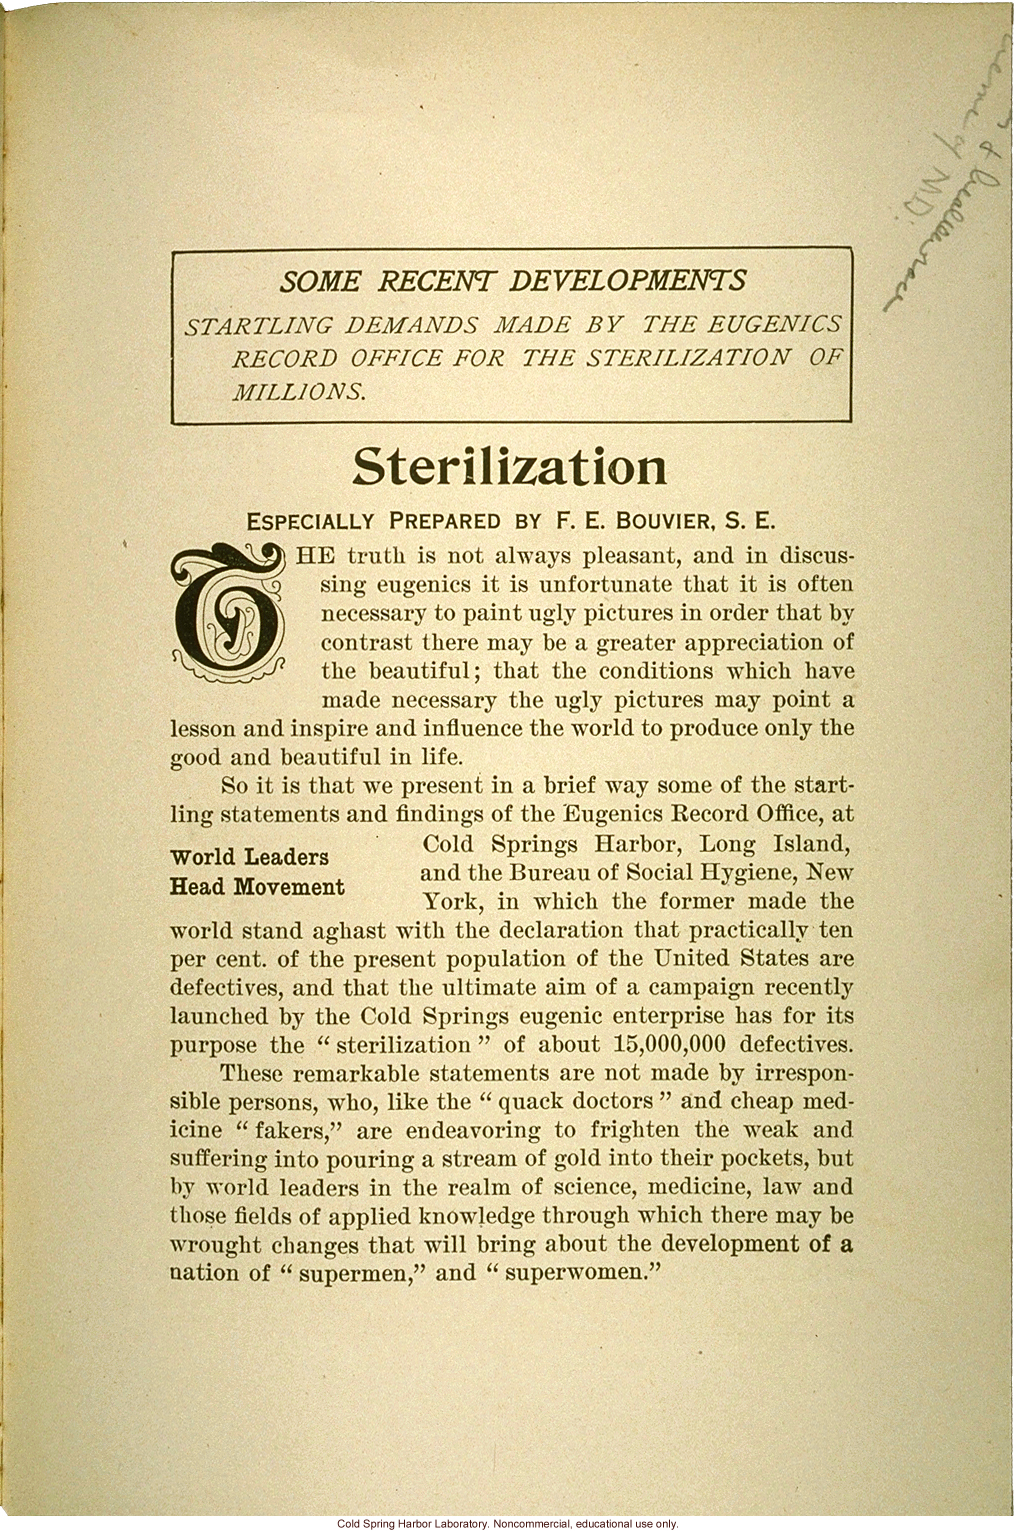 & 
of MD.
SOME RECENT DEVELOPMENTS
STARTLING DEMANDS MADE BY THE EUGENICS
RECORD OFFICE FOR THE STERILIZATION OF
MILLIONS.
Sterilization
ESPECIALLY PREPARED BY F. E. BOUVIER, S. E.
THE truth is not always pleasant, and in discus-
sing eugenics it is unfortunate that it is often
necessary to paint ugly pictures in order that by
contrast there may be a greater appreciation of
the beautiful; that the conditions which have
made necessary the ugly pictures may point a
lesson and inspire and influence the world to produce only the
good and beautiful in life.
So it is that we present in a brief way some of the start-
ling statements and findings of the Eugenics Record Office, at
World Leaders
Head Movement
Cold Springs Harbor, Long Island,
and the Bureau of Social Hygiene, New
York, in which the former made the
world stand aghast with the declaration that practically ten
per cent. of the present population of the United States are
defectives, and that the ultimate aim of a campaign recently
launched by the Cold Springs eugenic enterprise has for its
purpose the “ sterilization ” of about 15,000,000 defectives.
These remarkable statements are not made by irrespon-
sible persons, who, like the “ quack doctors ” and cheap med-
icine “ fakers,” are endeavoring to frighten the weak and
suffering into pouring a stream of gold into their pockets, but
by world leaders in the realm of science, medicine, law and
those fields of applied knowledge through which there may be
wrought changes that will bring about the development of a
nation of “ supermen,” and “ superwomen.”
Cold Spring Harbor Laboratory. Noncommercial, educational use only.